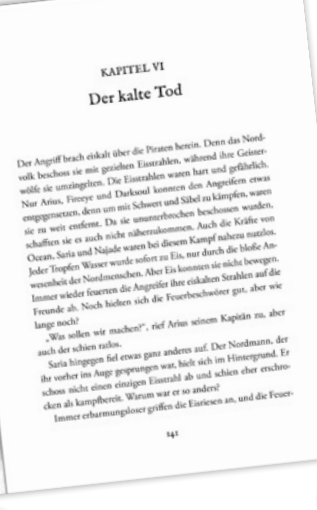 KAPITEL VI
Der kalte Tod
Der Angriff brach eiskalt über die Piraten herein. Denn das Nord-
volk beschoss sie mit gezielten Eisstrahlen, während ihre Geister-
wölfe sie umzingelten. Die Eisstrahlen waren hart und gefährlich.
Nur Arius, Fireeye und Darksoul konnten den Angreifern etwas
entgegensetzen, denn um mit Schwert und Säbel zu kämpfen, waren
sie zu weit entfernt. Da sie ununterbrochen beschossen wurden,
schafften sie es auch nicht näherzukommen. Auch die Kräfte von
Ocean, Saria und Najade waren bei diesem Kampf nahezu nutzlos.
Jeder Tropfen Wasser wurde sofort zu Eis, nur durch die bloße An-
wesenheit der Nordmenschen. Aber Eis konnten sie nicht bewegen.
Immer wieder feuerten die Angreifer ihre eiskalten Strahlen auf die
Freunde ab. Noch hielten sich die Feuerbeschwörer gut, aber wie
lange noch?
„Was sollen wir machen?“, rief Arius seinem Kapitän zu, aber
auch der schien ratlos.
Saria hingegen fiel etwas ganz anderes auf. Der Nordmann, der
ihr vorher ins Auge gesprungen war, hielt sich im Hintergrund. Er
schoss nicht einen einzigen Eisstrahl ab und schien eher erschro-
cken als kampfbereit. Warum war er so anders?
Immer erbarmungsloser griffen die Eisriesen an, und die Feuer-
241